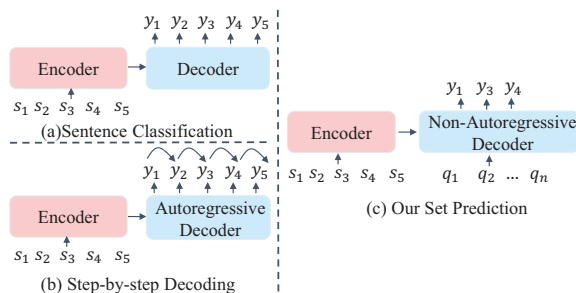 y₁ y₂ y₃ y₄ y₅
Encoder
Decoder
s₁ s₂ s₃ s₄ s₅
(a)Sentence Classification
y₁ y₂ y₃ y₄ y₅
Encoder
Autoregressive
Decoder
s₁ s₂ s₃ s₄ s₅
(b) Step-by-step Decoding
y₁ y₃ y₄
Encoder
Non-Autoregressive
Decoder
s₁ s₂ s₃ s₄ s₅
q₁ q₂ ... qₙ
(c) Our Set Prediction